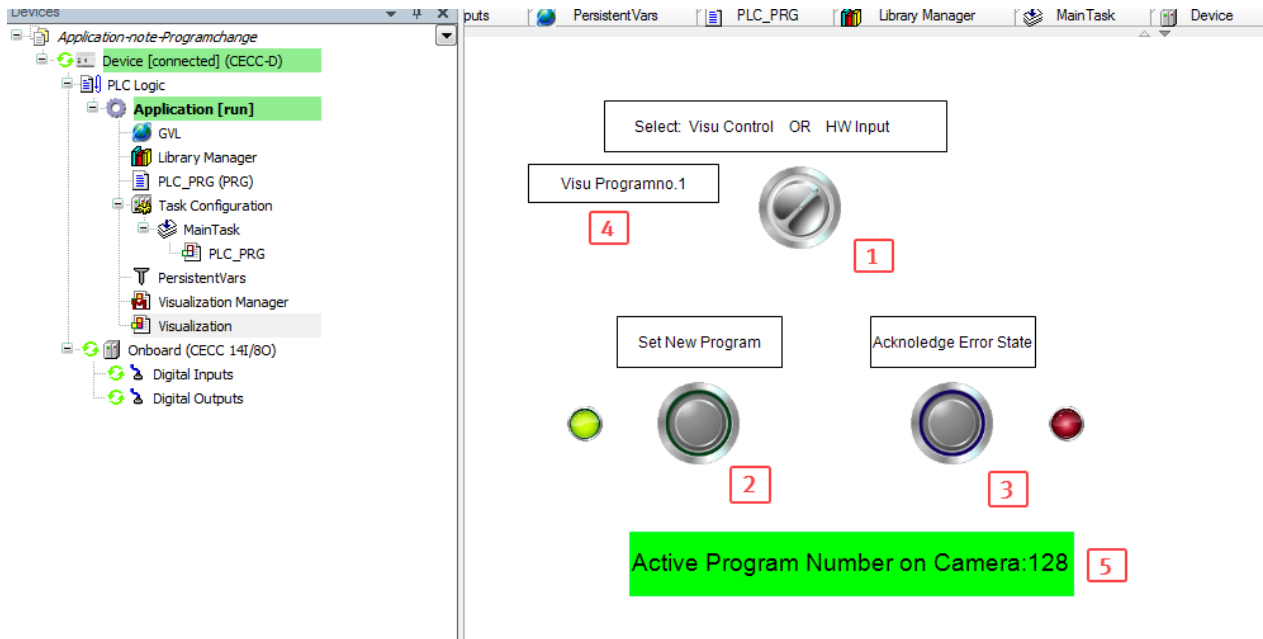 Devices
puts
PersistentVars
PLC_PRG
Library Manager
MainTask
Device
Application-note-Programchange
Device [connected] (CECC-D)
PLC Logic
Application [run]
GVL
Library Manager
PLC_PRG (PRG)
Task Configuration
MainTask
PLC_PRG
PersistentVars
Visualization Manager
Visualization
Onboard (CECC 14I/8O)
Digital Inputs
Digital Outputs
Select: Visu Control OR HW Input
Visu Programno.1
4
1
Set New Program
Acknoledge Error State
2
3
Active Program Number on Camera:128
5